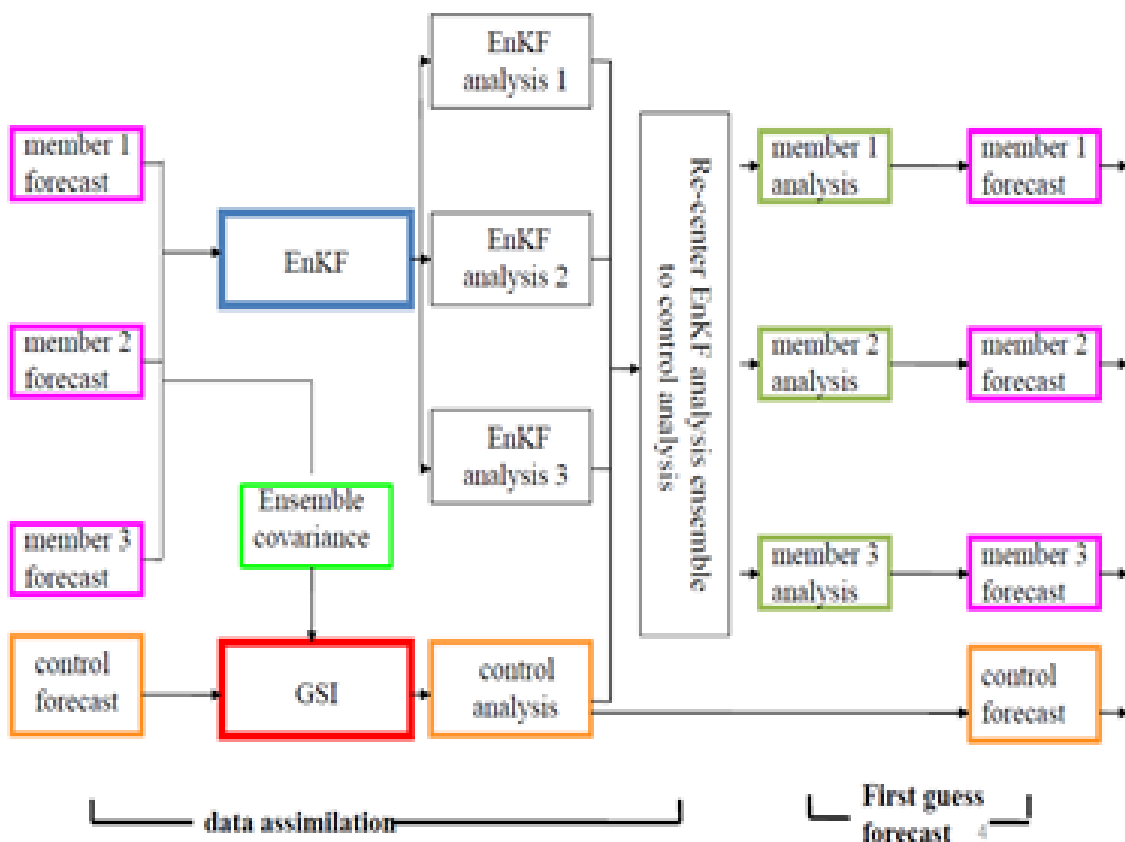 EnKF
analysis 1
member 1
forecast
EnKF
EnKF
analysis 2
member 2
forecast
EnKF
analysis 3
Ensemble
covariance
member 3
forecast
control
forecast
GSI
control
analysis
Re-center EnKF analysis ensemble
to control analysis
member 1
analysis
member 1
forecast
member 2
analysis
member 2
forecast
member 3
analysis
member 3
forecast
control
forecast
data assimilation
First guess
forecast
4